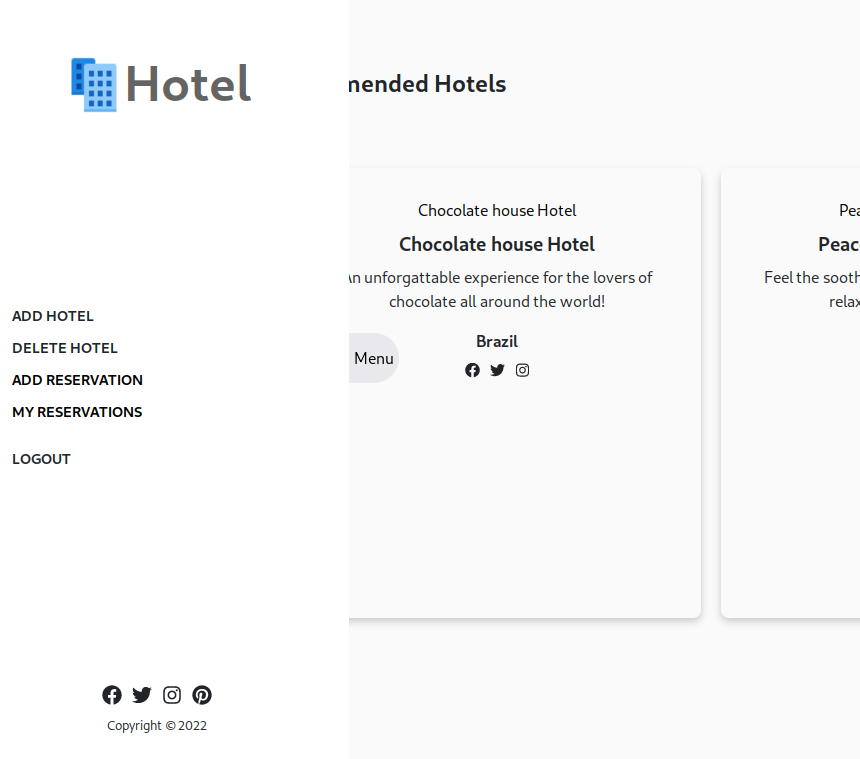 Hotel
ADD HOTEL
DELETE HOTEL
ADD RESERVATION
MY RESERVATIONS
LOGOUT
Copyright © 2022
mended Hotels
Chocolate house Hotel
Chocolate house Hotel
An unforgattable experience for the lovers of
chocolate all around the world!
Brazil
Menu
Pea
Peac
Feel the sooth
relax